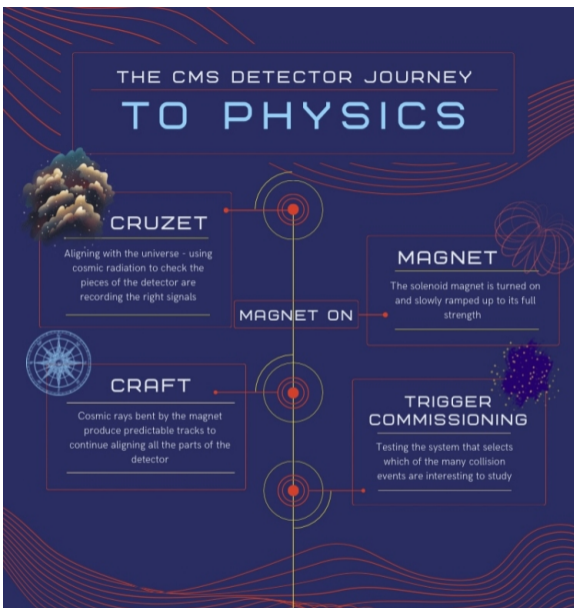 THE CMS DETECTOR JOURNEY
TO PHYSICS
CRUZET
Aligning with the universe - using
cosmic radiation to check the
pieces of the detector are
recording the right signals
MAGNET
The solenoid magnet is turned on
and slowly ramped up to its full
strength
MAGNET ON
CRAFT
Cosmic rays bent by the magnet
produce predictable tracks to
continue aligning all the parts of the
detector
TRIGGER
COMMISSIONING
Testing the system that selects
which of the many collision
events are interesting to study